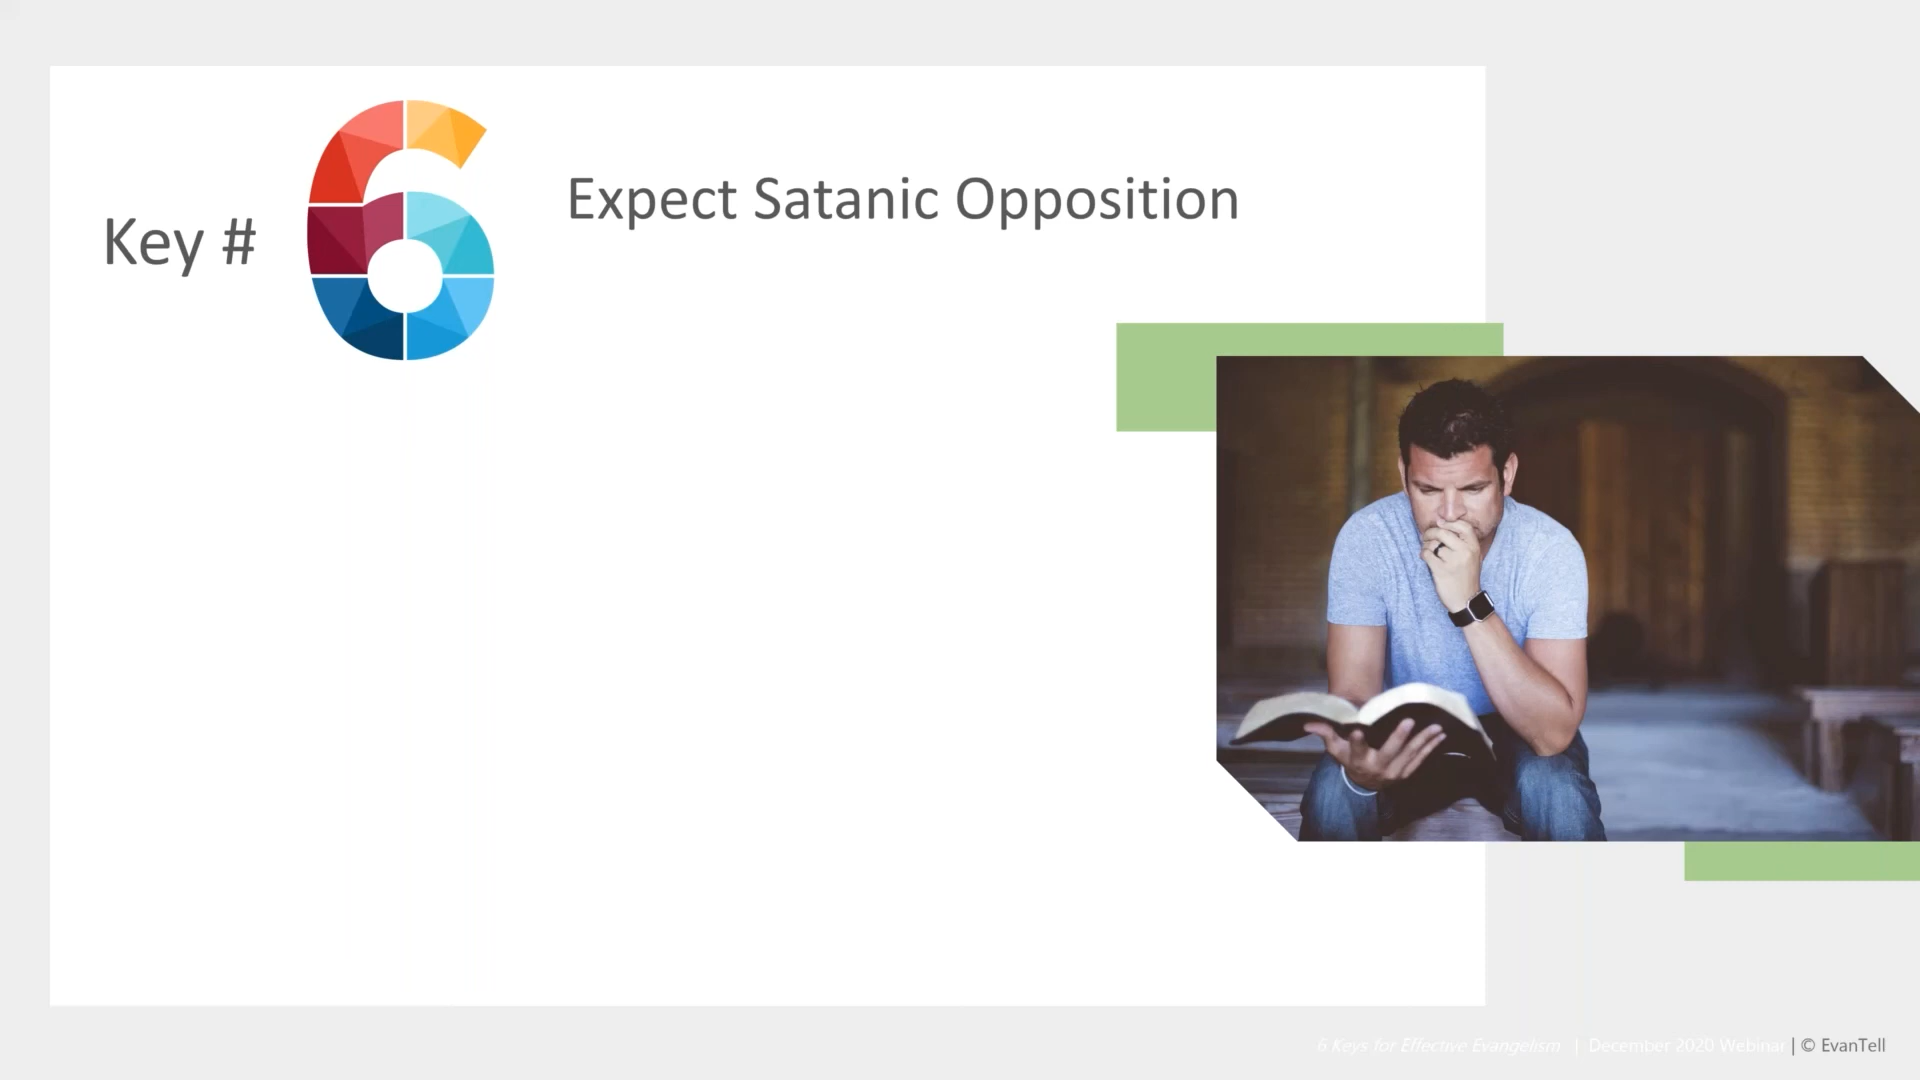 Key # 6
Expect Satanic Opposition
6 Keys for Effective Evangelism | December 2020 Webinar | © EvanTell